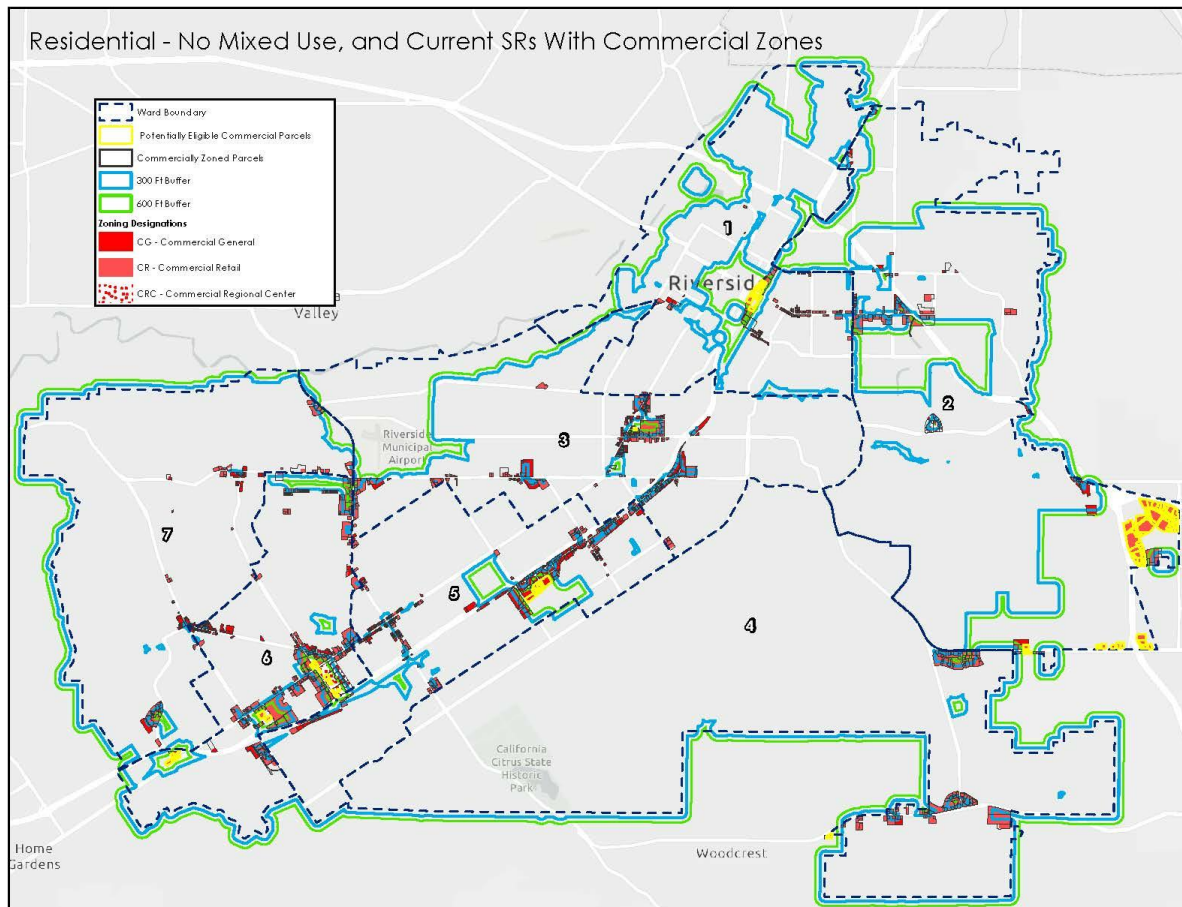 Residential - No Mixed Use, and Current SRs With Commercial Zones
Ward Boundary
Potentially Eligible Commercial Parcels
Commercially Zoned Parcels
300 Ft Buffer
600 Ft Buffer
Zoning Designations
CG - Commercial General
CR - Commercial Retail
CRC - Commercial Regional Center
Valley
1
Riversid
2
3
Riverside
Municipal
Airport
7
5
4
6
California
Citrus State
Historic
Park
Home
Gardens
Woodcrest